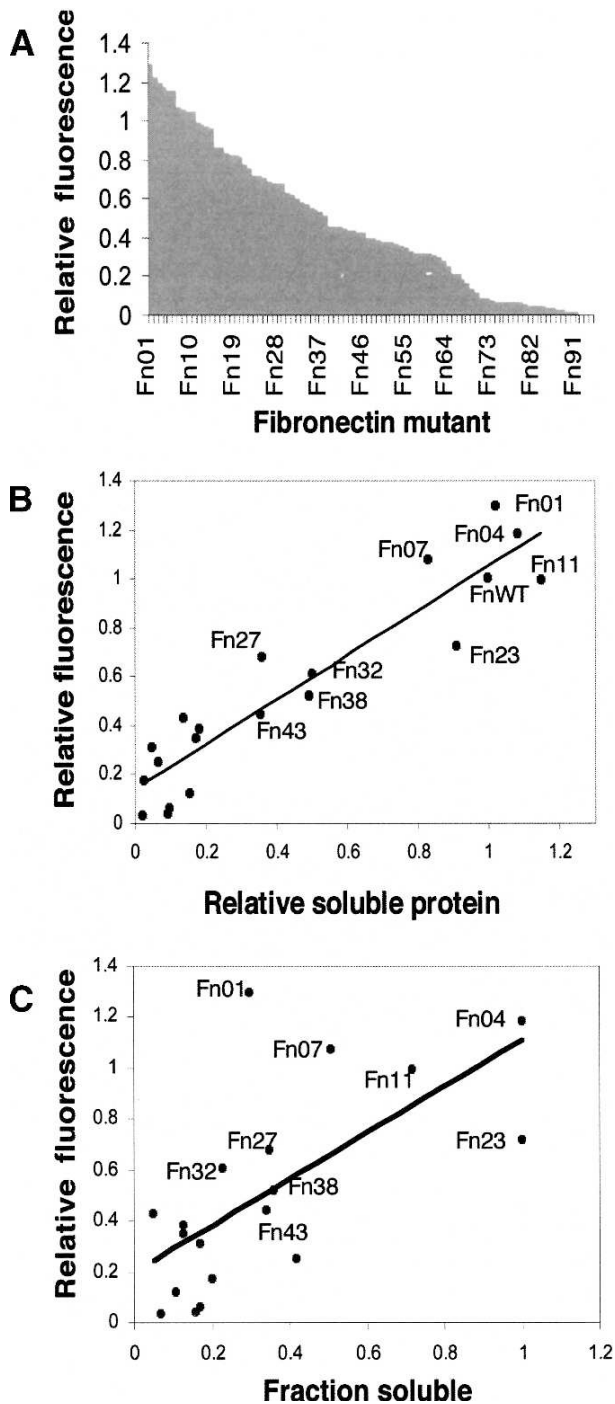 A
Relative fluorescence
1.4
1.2
1
0.8
0.6
0.4
0.2
0
Fn01
Fn10
Fn19
Fn28
Fn37
Fn46
Fn55
Fn64
Fn73
Fn82
Fn91
Fibronectin mutant
B
Relative fluorescence
1.4
1.2
1
0.8
0.6
0.4
0.2
0
Fn01
Fn04
Fn07
Fn11
FnWT
Fn27
Fn23
Fn32
Fn38
Fn43
0 0.2 0.4 0.6 0.8 1 1.2
Relative soluble protein
C
Relative fluorescence
1.4
1.2
1
0.8
0.6
0.4
0.2
0
Fn01
Fn04
Fn07
Fn11
Fn27
Fn23
Fn32
Fn38
Fn43
0 0.2 0.4 0.6 0.8 1 1.2
Fraction soluble